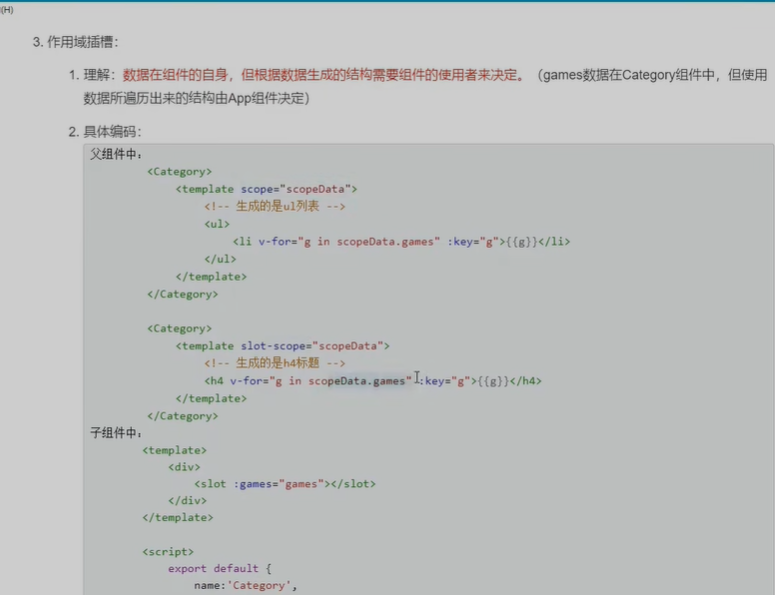 (H)
3. 作用域插槽：
1. 理解：数据在组件的自身，但根据数据生成的结构需要组件的使用者来决定。（games数据在Category组件中，但使用
数据所遍历出来的结构由App组件决定）
2. 具体编码：
父组件中：
<Category>
<template scope="scopeData">
<!-- 生成的是ul列表 -->
<ul>
<li v-for="g in scopeData.games" :key="g">{{g}}</li>
</ul>
</template>
</Category>
<Category>
<template slot-scope="scopeData">
<!-- 生成的是h4标题 -->
<h4 v-for="g in scopeData.games" :key="g">{{g}}</h4>
</template>
</Category>
子组件中：
<template>
<div>
<slot :games="games"></slot>
</div>
</template>
<script>
export default {
name:'Category',